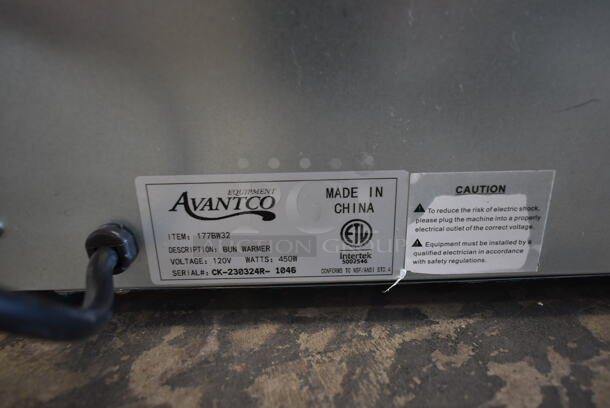 EQUIPMENT
AVANTCO
MADE IN
CHINA
ITEM: 177BW32
DESCRIPTION: BUN WARMER
VOLTAGE: 120V WATTS: 450W
SERIAL#: CK-230324R- 1046
ETL
Intertek
5002546
CONFORMS TO NSF/ANSI STD.4
CAUTION
To reduce the risk of electric shock,
please plug the machine into a properly
electrical outlet of the correct voltage.
Equipment must be installed by a
qualified electrician in accordance
with safety regulations.